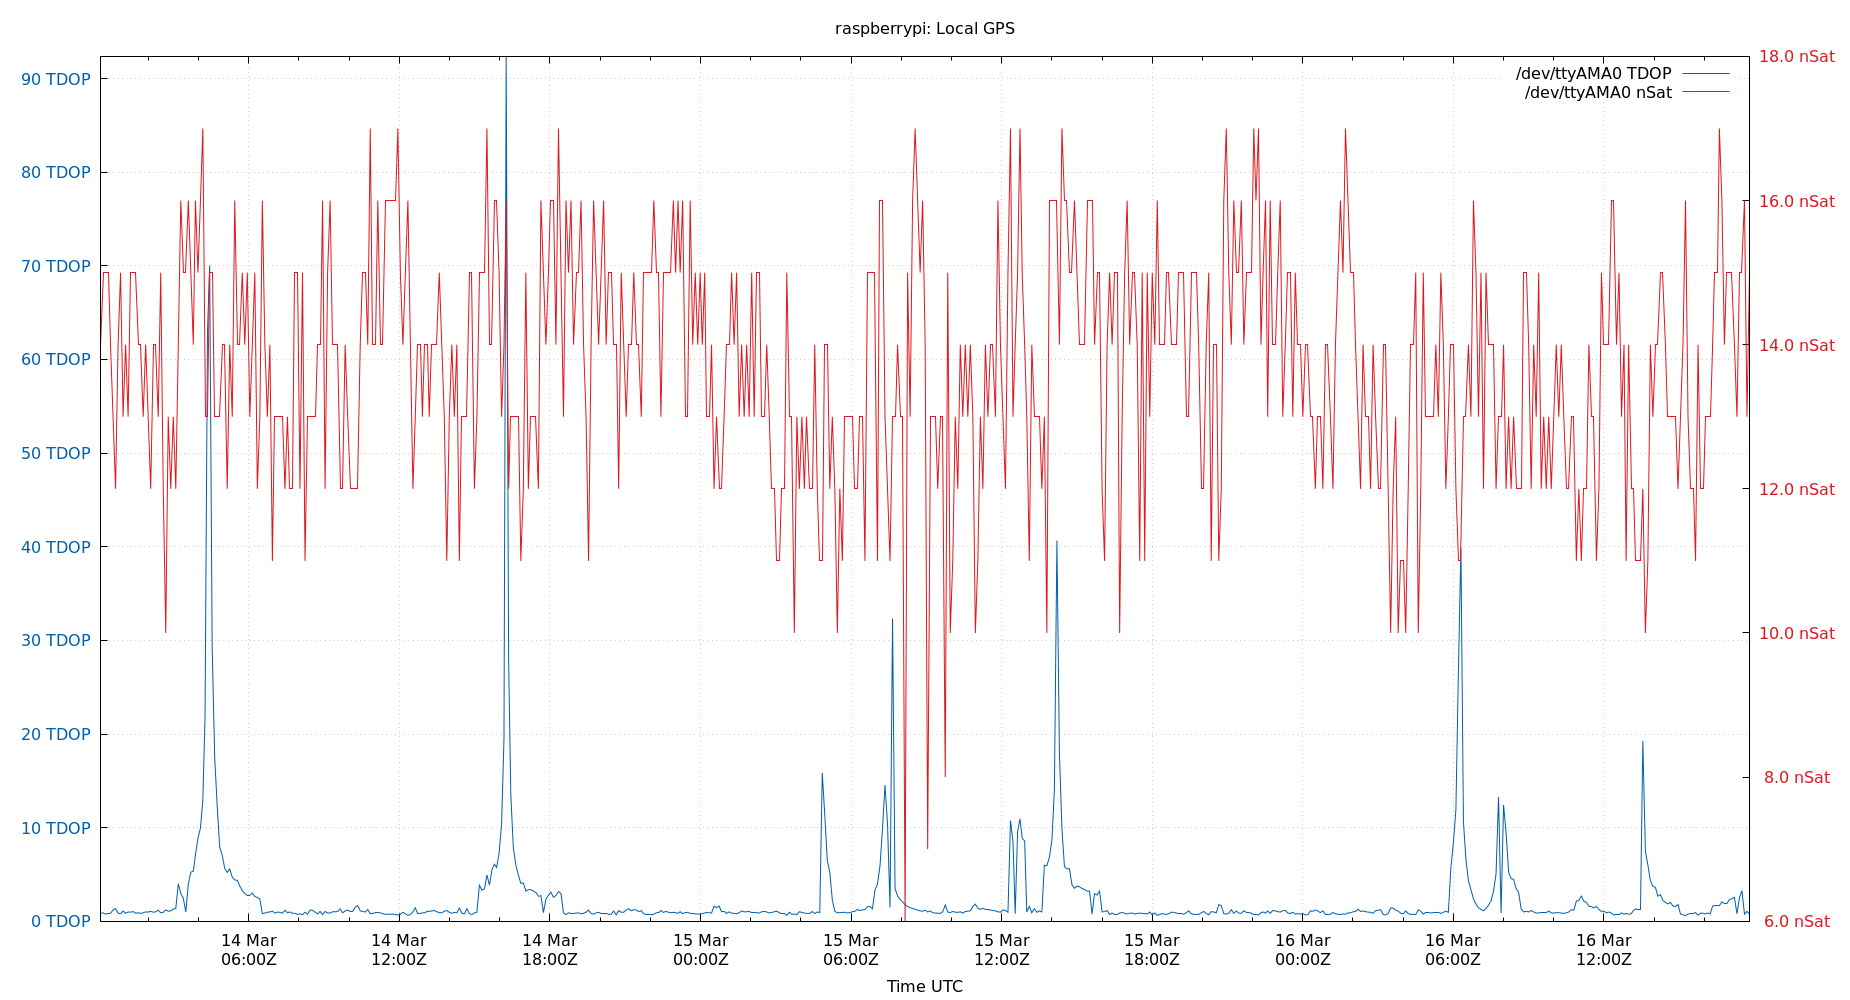 raspberrypi: Local GPS
/dev/ttyAMA0 TDOP
/dev/ttyAMA0 nSat
90 TDOP
80 TDOP
70 TDOP
60 TDOP
50 TDOP
40 TDOP
30 TDOP
20 TDOP
10 TDOP
0 TDOP
18.0 nSat
16.0 nSat
14.0 nSat
12.0 nSat
10.0 nSat
8.0 nSat
6.0 nSat
14 Mar
06:00Z
14 Mar
12:00Z
14 Mar
18:00Z
15 Mar
00:00Z
15 Mar
06:00Z
15 Mar
12:00Z
15 Mar
18:00Z
16 Mar
00:00Z
16 Mar
06:00Z
16 Mar
12:00Z
Time UTC